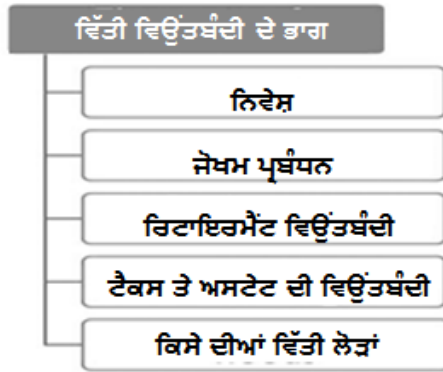 ਵਿੱਤੀ ਵਿਉਂਤਬੰਦੀ ਦੇ ਭਾਗ
ਨਿਵੇਸ਼
ਜੋਖਮ ਪ੍ਰਬੰਧਨ
ਰਿਟਾਇਰਮੈਂਟ ਵਿਉਂਤਬੰਦੀ
ਟੈਕਸ ਤੇ ਅਸਟੇਟ ਦੀ ਵਿਉਂਤਬੰਦੀ
ਕਿਸੇ ਦੀਆਂ ਵਿੱਤੀ ਲੋੜਾਂ